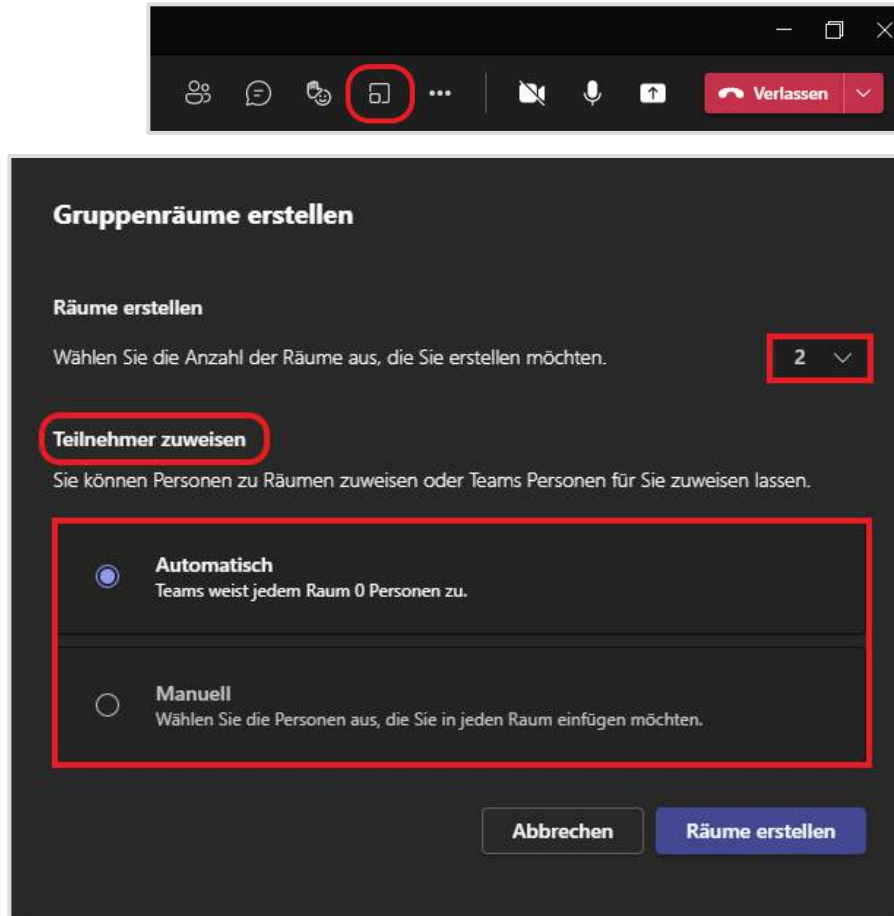 Verlassen
Gruppenräume erstellen
Räume erstellen
Wählen Sie die Anzahl der Räume aus, die Sie erstellen möchten.
2
Teilnehmer zuweisen
Sie können Personen zu Räumen zuweisen oder Teams Personen für Sie zuweisen lassen.
Automatisch
Teams weist jedem Raum 0 Personen zu.
Manuell
Wählen Sie die Personen aus, die Sie in jeden Raum einfügen möchten.
Abbrechen
Räume erstellen